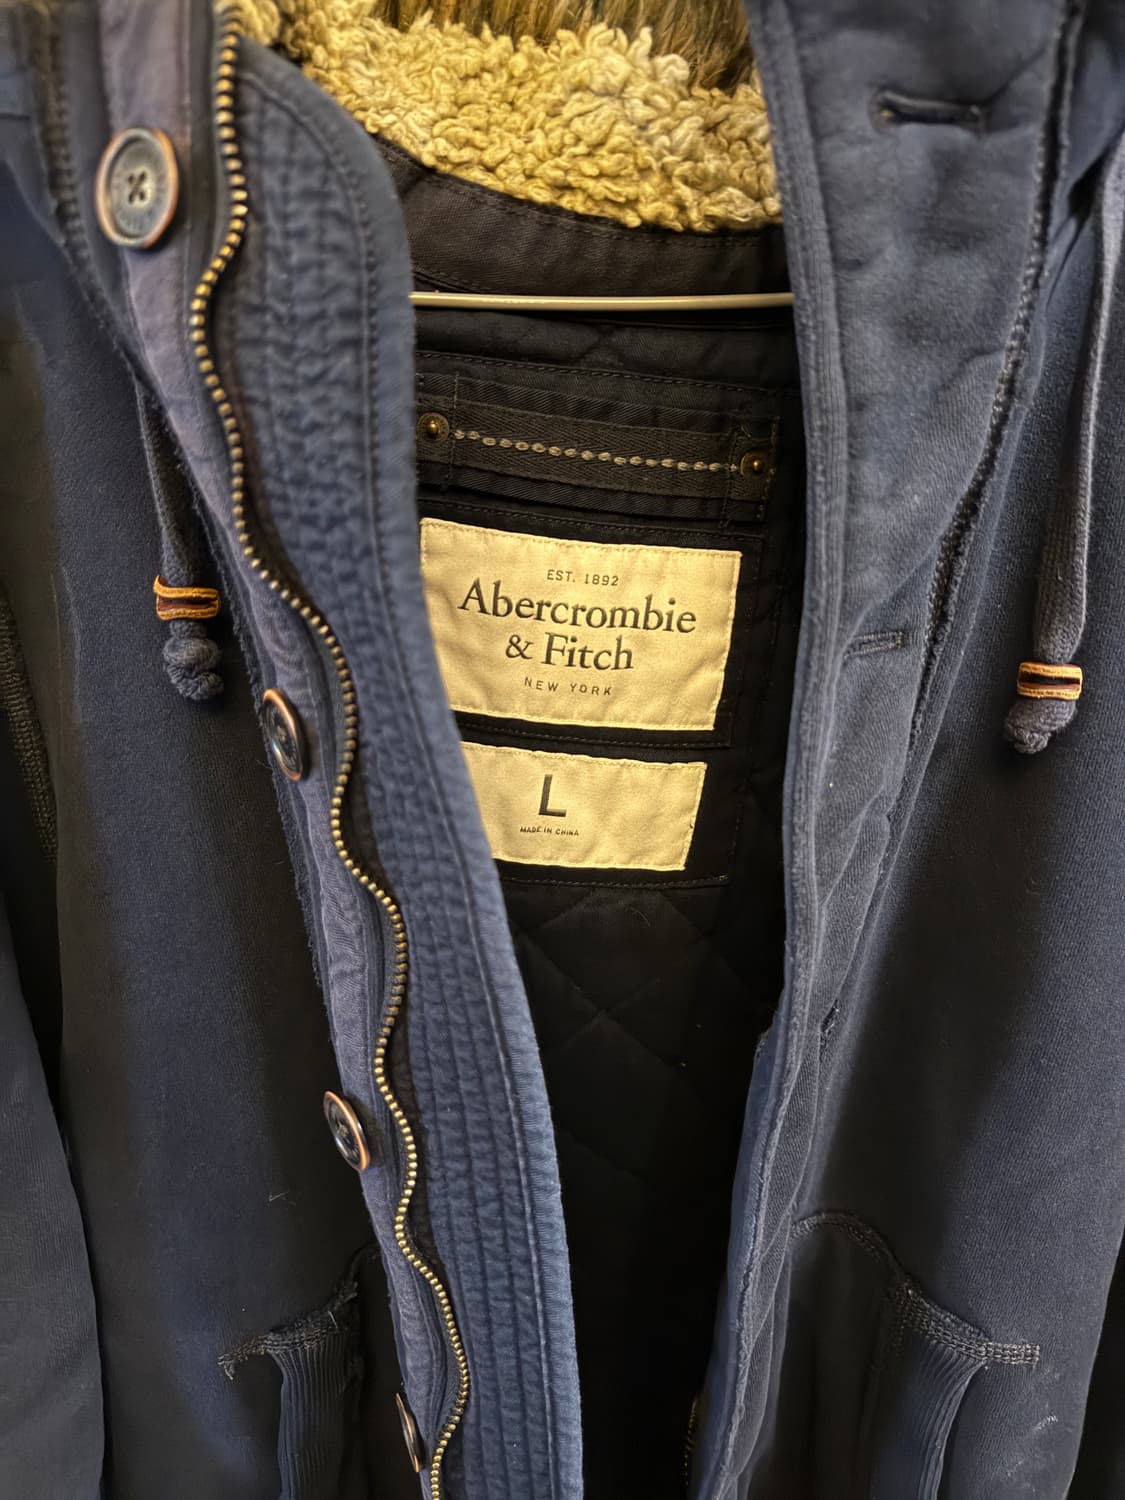 EST. 1892
Abercrombie
& Fitch
NEW YORK
L
MADE IN CHINA